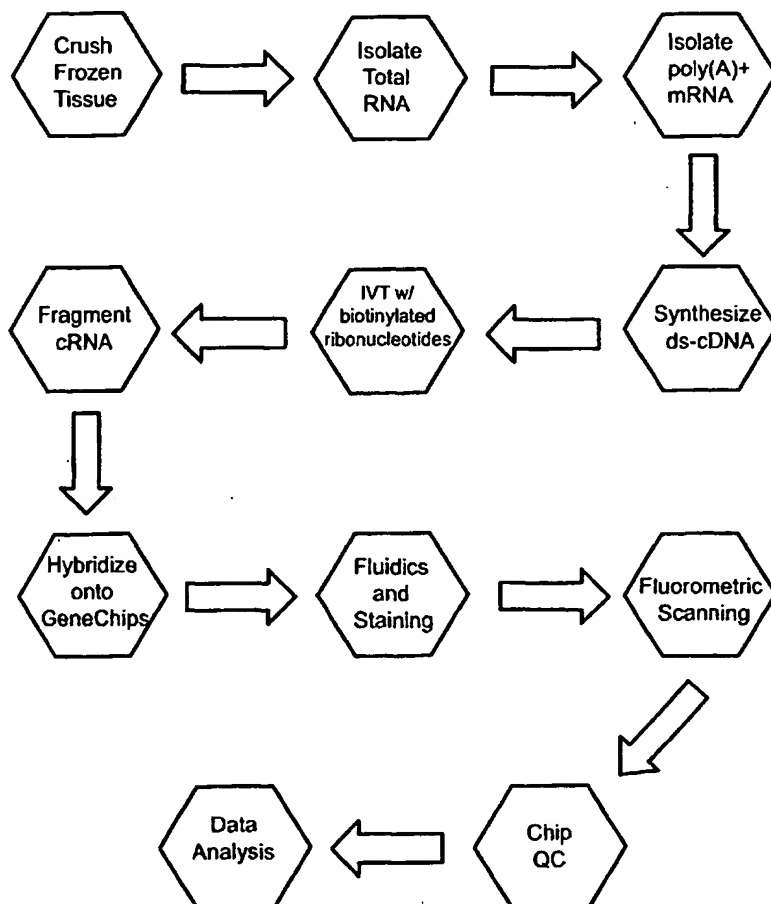 Crush
Frozen
Tissue
Isolate
Total
RNA
Isolate
poly(A)+
mRNA
Synthesize
ds-cDNA
IVT w/
biotinylated
ribonucleotides
Fragment
cRNA
Hybridize
onto
GeneChips
Fluidics
and
Staining
Fluorometric
Scanning
Chip
QC
Data
Analysis